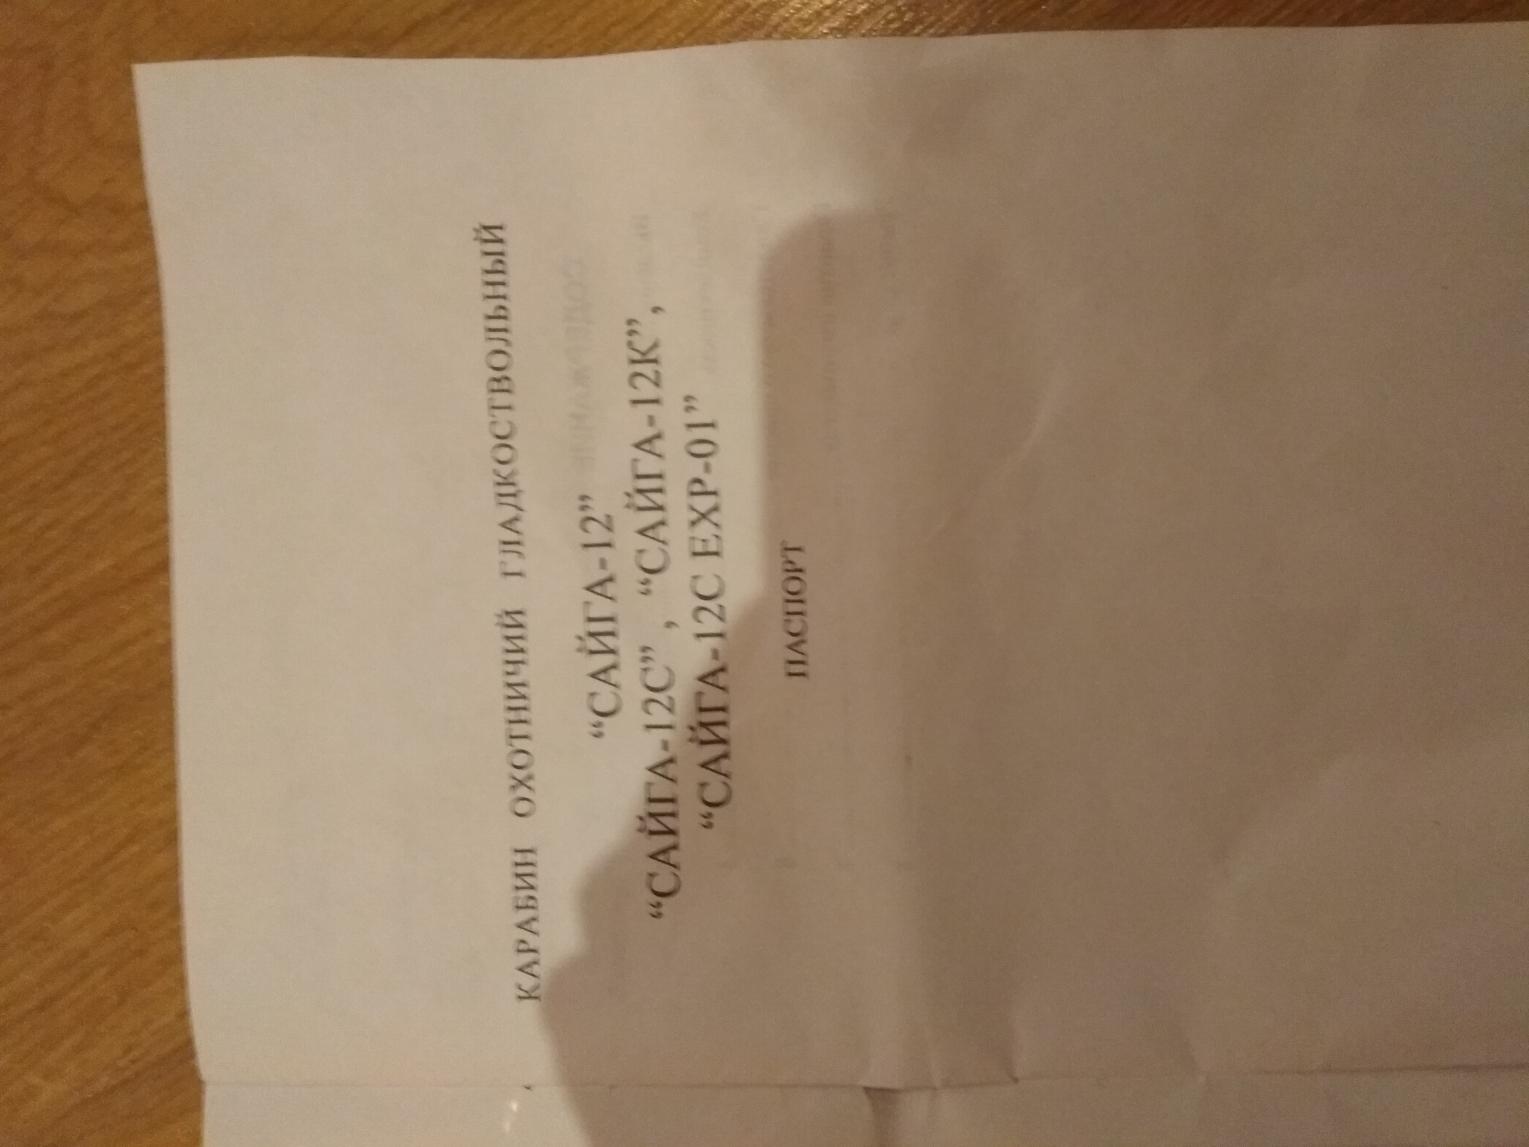 КАРАБИН ОХОТНИЧИЙ ГЛАДКОСТВОЛЬНЫЙ
“САЙГА-12”
“САЙГА-12С” , “САЙГА-12К”,
“САЙГА-12С EXP-01”
ПАСПОРТ